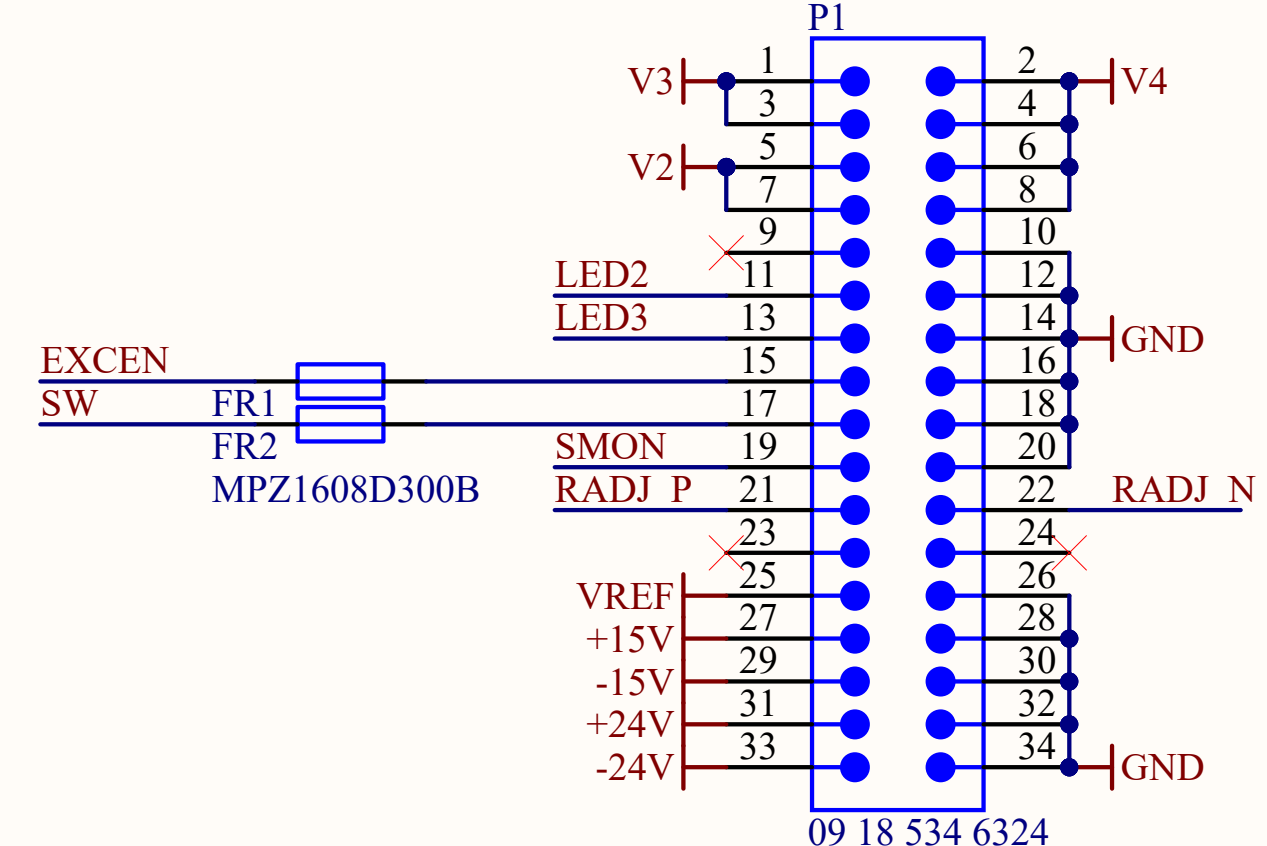 P1
V3 1 2 V4
3 4
V2 5 6
7 8
9 10
LED2 11 12
LED3 13 14 GND
EXCEN 15 16
SW FR1 17 18
FR2 SMON 19 20
MPZ1608D300B RADJ_P 21 22 RADJ_N
23 24
VREF 25 26
+15V 27 28
-15V 29 30
+24V 31 32
-24V 33 34 GND
09 18 534 6324